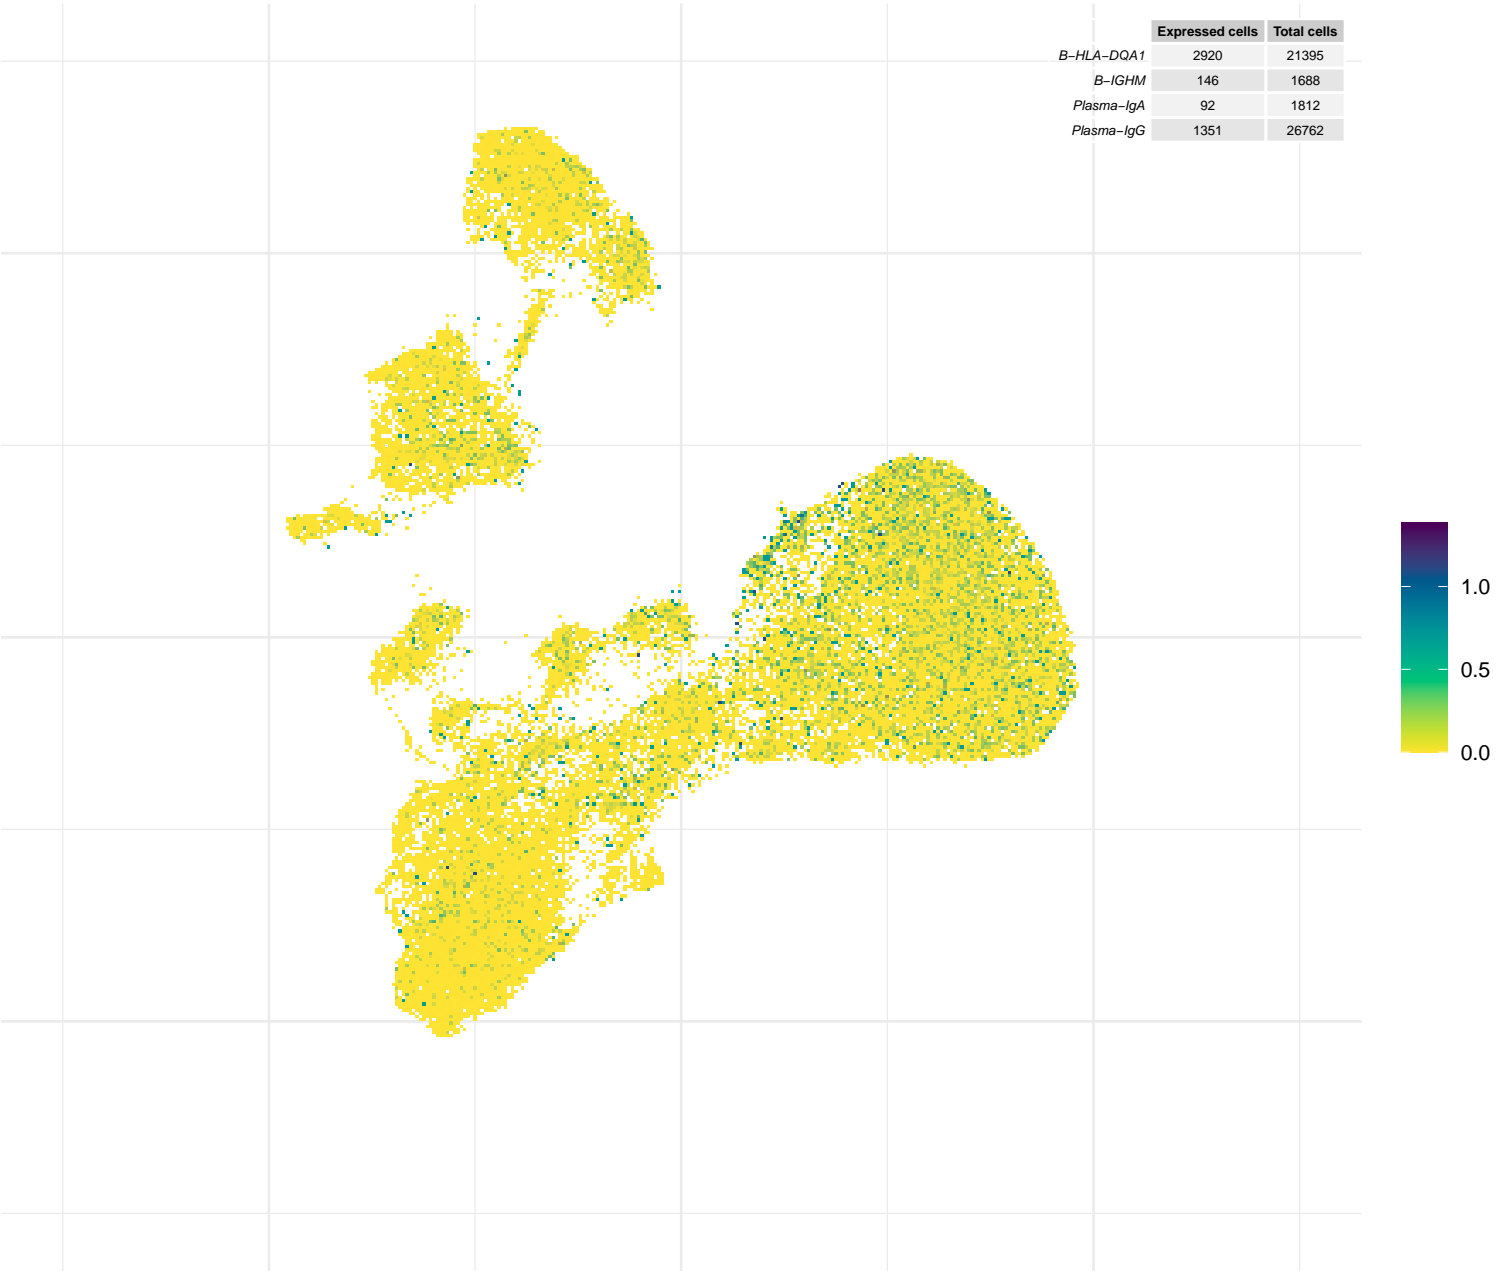 Expressed cells Total cells
B−HLA−DQA1 2920 21395
B−IGHM 146 1688
Plasma−IgA 92 1812
Plasma−IgG 1351 26762
1.0
0.5
0.0